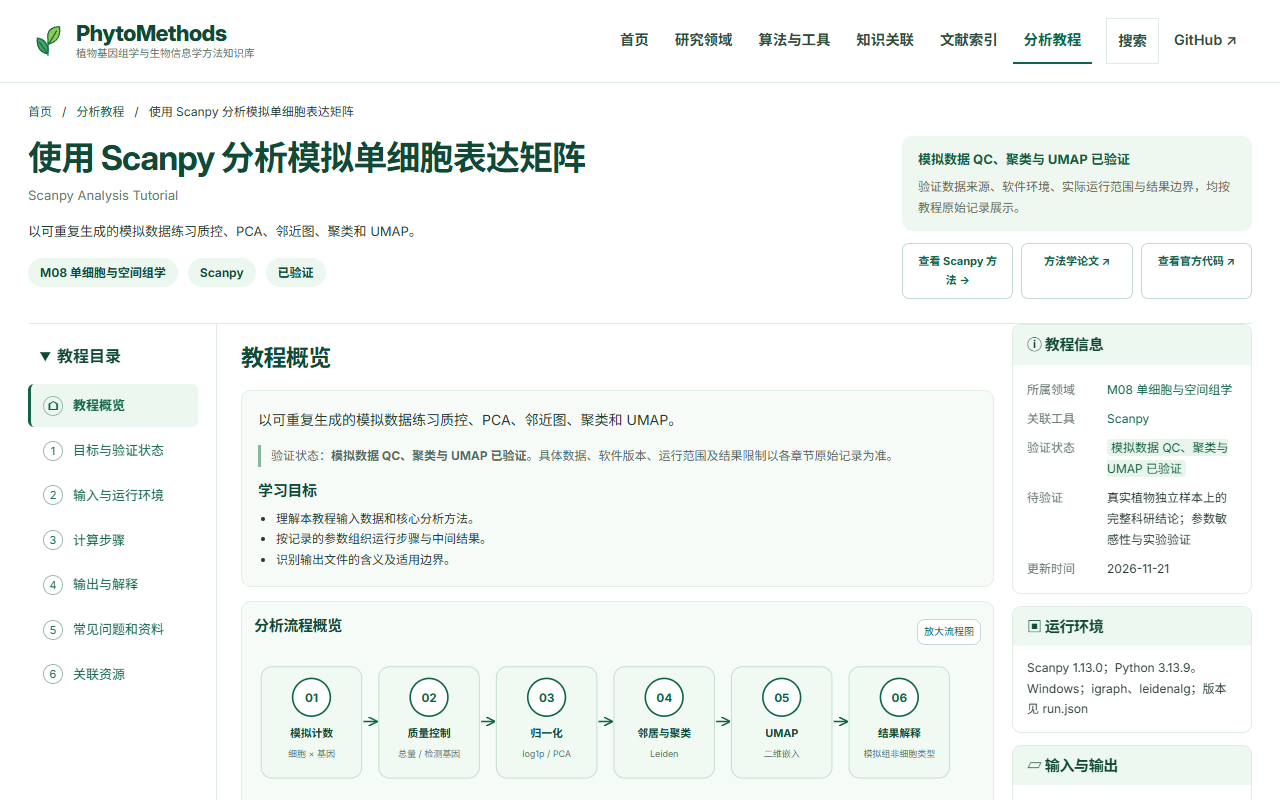 PhytoMethods
植物基因组学与生物信息学方法知识库
首页 研究领域 算法与工具 知识关联 文献索引 分析教程 搜索 GitHub ↗
首页 / 分析教程 / 使用 Scanpy 分析模拟单细胞表达矩阵
使用 Scanpy 分析模拟单细胞表达矩阵
Scanpy Analysis Tutorial
以可重复生成的模拟数据练习质控、PCA、邻近图、聚类和 UMAP。
M08 单细胞与空间组学 Scanpy 已验证
模拟数据 QC、聚类与 UMAP 已验证
验证数据来源、软件环境、实际运行范围与结果边界，均按
教程原始记录展示。
查看 Scanpy 方
法 →
方法学论文 ↗
查看官方代码 ↗
▼ 教程目录
教程概览
1 目标与验证状态
2 输入与运行环境
3 计算步骤
4 输出与解释
5 常见问题和资料
6 关联资源
教程概览
以可重复生成的模拟数据练习质控、PCA、邻近图、聚类和 UMAP。
验证状态：模拟数据 QC、聚类与 UMAP 已验证。具体数据、软件版本、运行范围及结果限制以各章节原始记录为准。
学习目标
• 理解本教程输入数据和核心分析方法。
• 按记录的参数组织运行步骤与中间结果。
• 识别输出文件的含义及适用边界。
分析流程概览
放大流程图
01
模拟计数
细胞 × 基因
→
02
质量控制
总量 / 检测基因
→
03
归一化
log1p / PCA
→
04
邻居与聚类
Leiden
→
05
UMAP
二维嵌入
→
06
结果解释
模拟组非细胞类型
ⓘ 教程信息
所属领域 M08 单细胞与空间组学
关联工具 Scanpy
验证状态 模拟数据 QC、聚类与
UMAP 已验证
待验证 真实植物独立样本上的
完整科研结论；参数敏
感性与实验验证
更新时间 2026-11-21
▣ 运行环境
Scanpy 1.13.0；Python 3.13.9。
Windows；igraph、leidenalg；版本
见 run.json
▱ 输入与输出